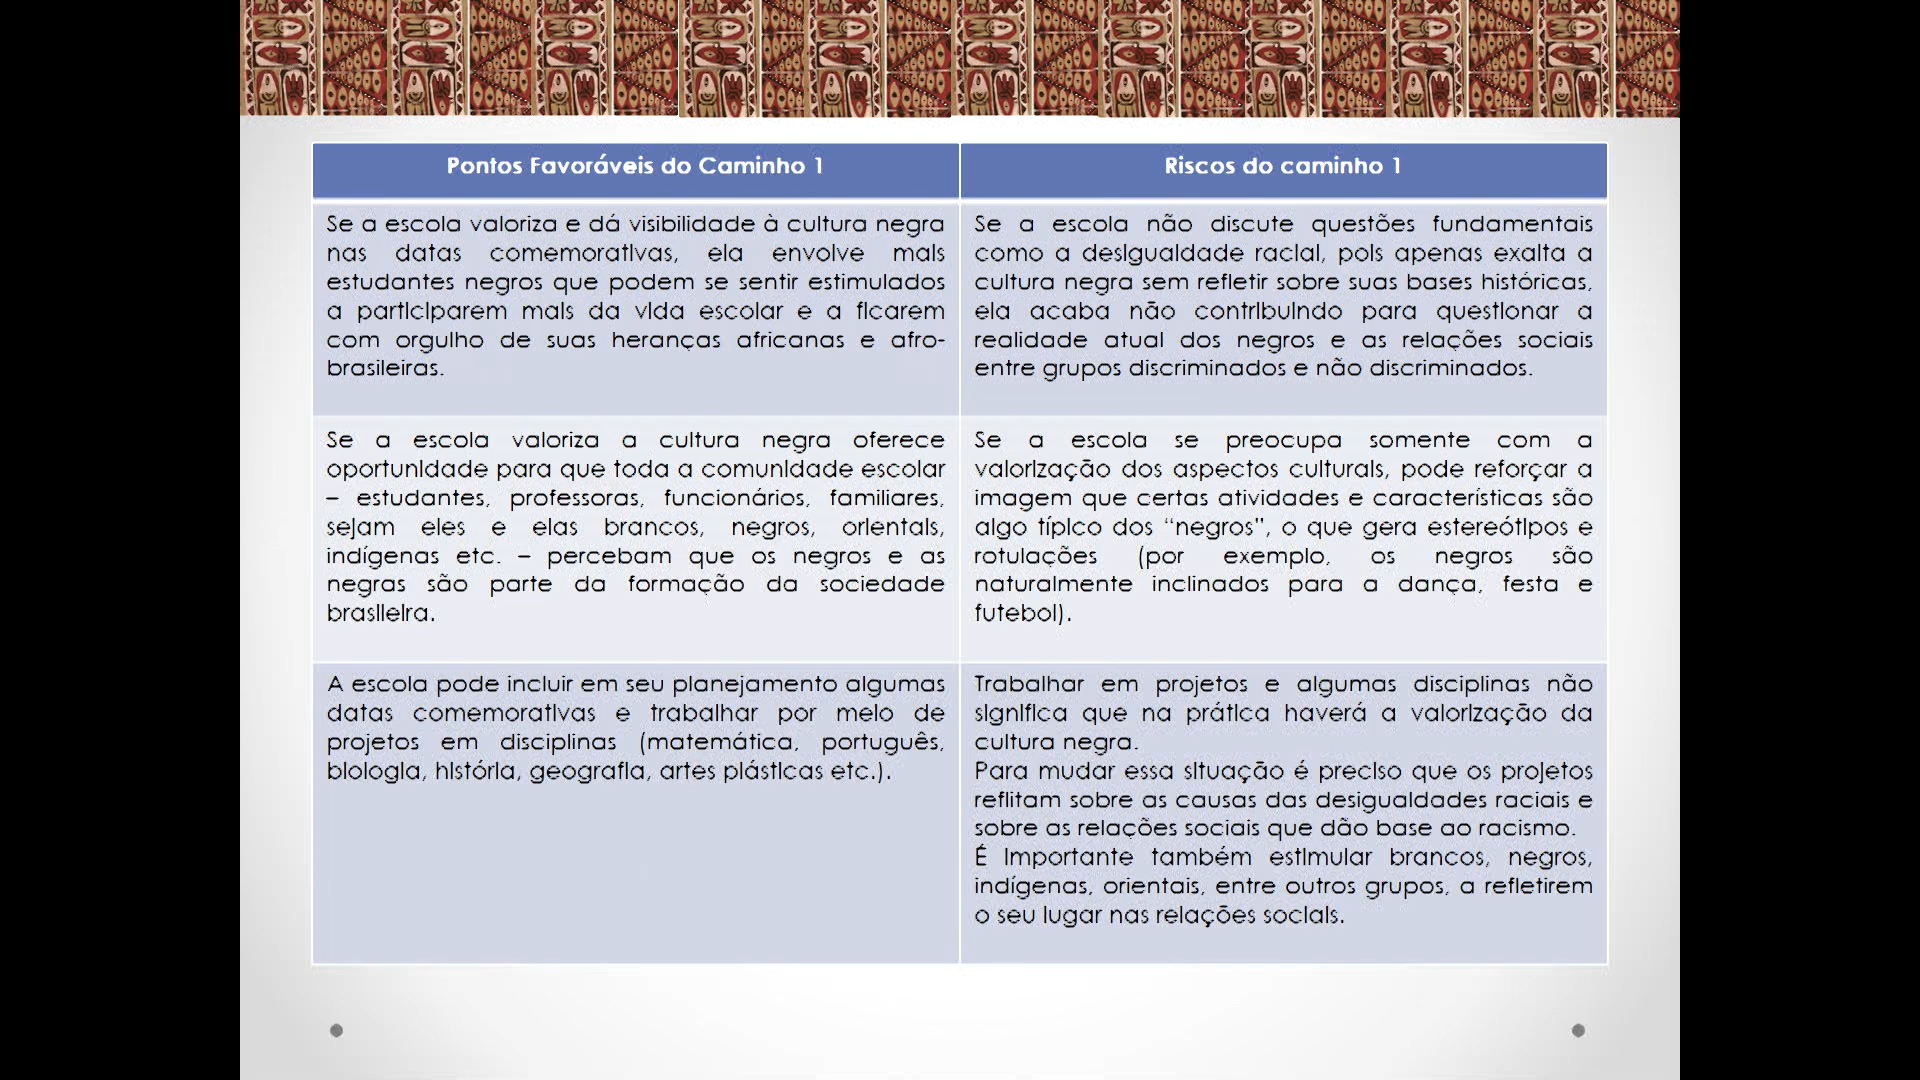 Pontos Favoráveis do Caminho 1
Se a escola valoriza e dá visibilidade à cultura negra
nas datas comemorativas, ela envolve mais
estudantes negros que podem se sentir estimulados
a participarem mais da vida escolar e a ficarem
com orgulho de suas heranças africanas e afro-
brasileiras.
Se a escola valoriza a cultura negra oferece
oportunidade para que toda a comunidade escolar
– estudantes, professoras, funcionários, familiares,
sejam eles e elas brancos, negros, orientais,
indígenas etc. – percebam que os negros e as
negras são parte da formação da sociedade
brasileira.
A escola pode incluir em seu planejamento algumas
datas comemorativas e trabalhar por meio de
projetos em disciplinas (matemática, português,
biologia, história, geografia, artes plásticas etc.).
Riscos do caminho 1
Se a escola não discute questões fundamentais
como a desigualdade racial, pois apenas exalta a
cultura negra sem refletir sobre suas bases históricas,
ela acaba não contribuindo para questionar a
realidade atual dos negros e as relações sociais
entre grupos discriminados e não discriminados.
Se a escola se preocupa somente com a
valorização dos aspectos culturais, pode reforçar a
imagem que certas atividades e características são
algo típico dos “negros”, o que gera estereótipos e
rotulações (por exemplo, os negros são
naturalmente inclinados para a dança, festa e
futebol).
Trabalhar em projetos e algumas disciplinas não
significa que na prática haverá a valorização da
cultura negra.
Para mudar essa situação é preciso que os projetos
reflitam sobre as causas das desigualdades raciais e
sobre as relações sociais que dão base ao racismo.
É importante também estimular brancos, negros,
indígenas, orientais, entre outros grupos, a refletirem
o seu lugar nas relações sociais.